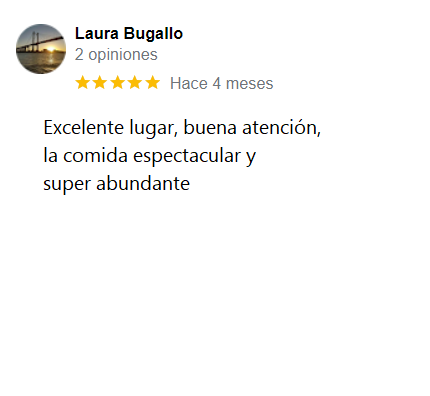 Laura Bugallo
2 opiniones
Hace 4 meses
Excelente lugar, buena atención,
la comida espectacular y
super abundante